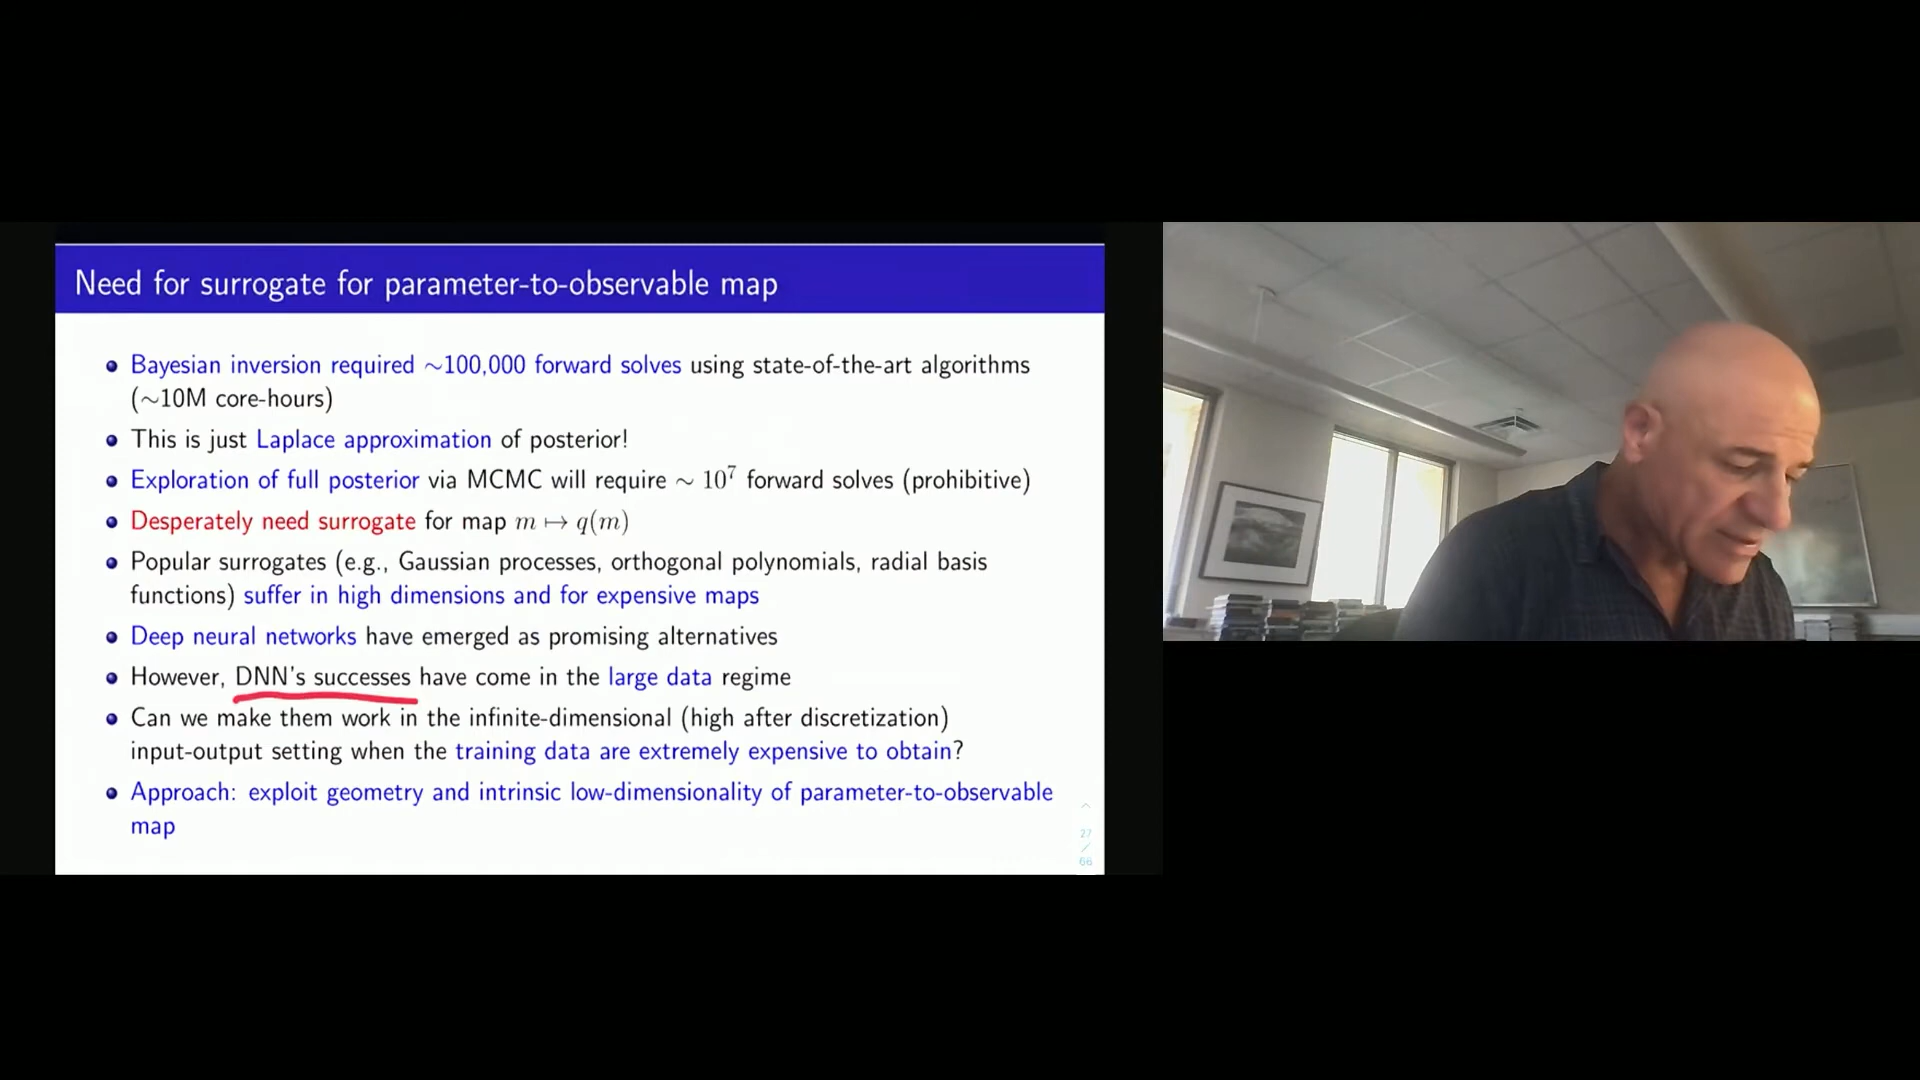 Need for surrogate for parameter-to-observable map
• Bayesian inversion required ∼100,000 forward solves using state-of-the-art algorithms
(∼10M core-hours)
• This is just Laplace approximation of posterior!
• Exploration of full posterior via MCMC will require ∼ 10⁷ forward solves (prohibitive)
• Desperately need surrogate for map m ↦ q(m)
• Popular surrogates (e.g., Gaussian processes, orthogonal polynomials, radial basis
functions) suffer in high dimensions and for expensive maps
• Deep neural networks have emerged as promising alternatives
• However, DNN's successes have come in the large data regime
• Can we make them work in the infinite-dimensional (high after discretization)
input-output setting when the training data are extremely expensive to obtain?
• Approach: exploit geometry and intrinsic low-dimensionality of parameter-to-observable
map
27
/
66